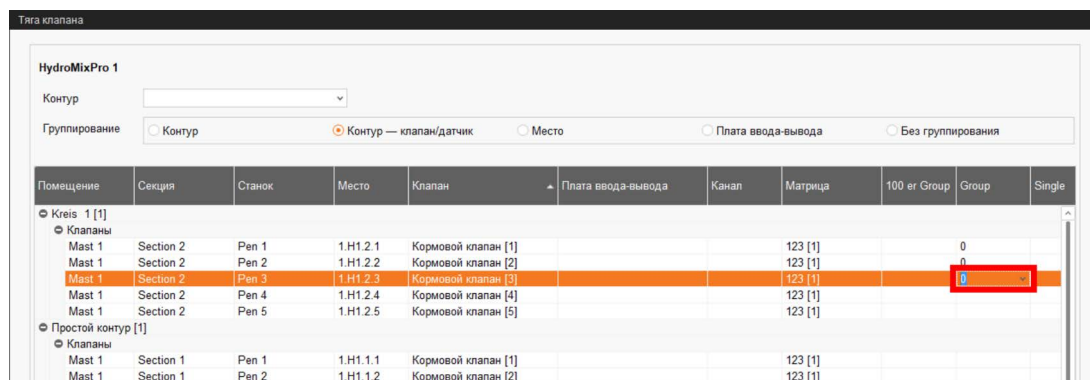 Тяга клапана
HydroMixPro 1
Контур
Группирование Контур Контур — клапан/датчик Место Плата ввода-вывода Без группирования
Помещение Секция Станок Место Клапан Плата ввода-вывода Канал Матрица 100 er Group Group Single
Kreis 1 [1]
Клапаны
Mast 1 Section 2 Pen 1 1.H1.2.1 Кормовой клапан [1] 123 [1] 0
Mast 1 Section 2 Pen 2 1.H1.2.2 Кормовой клапан [2] 123 [1] 0
Mast 1 Section 2 Pen 3 1.H1.2.3 Кормовой клапан [3] 123 [1] 0
Mast 1 Section 2 Pen 4 1.H1.2.4 Кормовой клапан [4] 123 [1]
Mast 1 Section 2 Pen 5 1.H1.2.5 Кормовой клапан [5] 123 [1]
Простой контур [1]
Клапаны
Mast 1 Section 1 Pen 1 1.H1.1.1 Кормовой клапан [1] 123 [1]
Mast 1 Section 1 Pen 2 1.H1.1.2 Кормовой клапан [2] 123 [1]